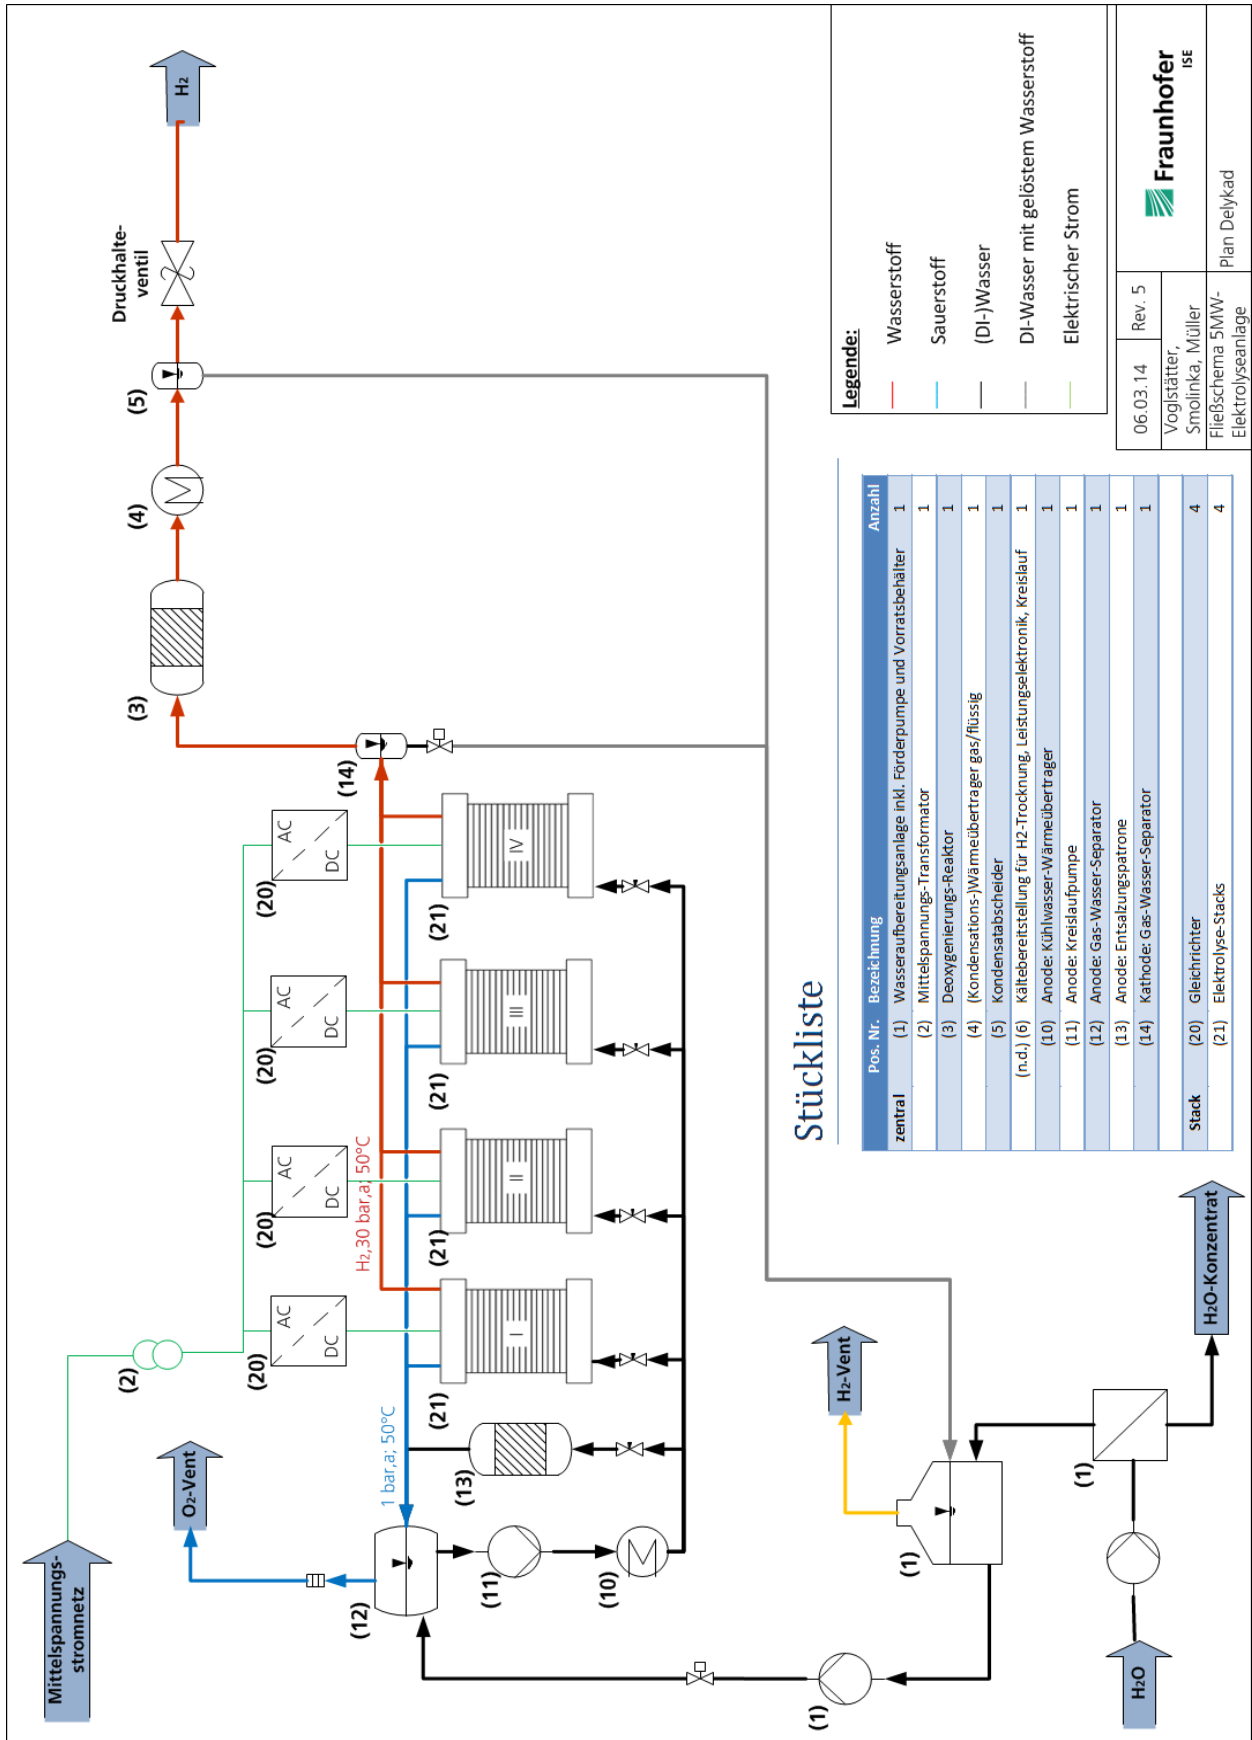 Mittelspannungs-
stromnetz
O2-Vent
(2)
(20)
AC
DC
(20)
AC
DC
(20)
AC
DC
(20)
AC
DC
H2,30 bar,a; 50°C
1 bar,a; 50°C
(12)
(11)
(10)
(13)
(21)
I
(21)
II
(21)
III
(21)
IV
(14)
(3)
(4)
(5)
Druckhalte-
ventil
H2
(1)
(1)
H2-Vent
(1)
H2O
H2O-Konzentrat
Stückliste
Pos. Nr. Bezeichnung Anzahl
zentral (1) Wasseraufbereitungsanlage inkl. Förderpumpe und Vorratsbehälter 1
(2) Mittelspannungs-Transformator 1
(3) Deoxygenierungs-Reaktor 1
(4) (Kondensations-)Wärmeübertrager gas/flüssig 1
(5) Kondensatabscheider 1
(n.d.) (6) Kältebereitstellung für H2-Trocknung, Leistungselektronik, Kreislauf 1
(10) Anode: Kühlwasser-Wärmeübertrager 1
(11) Anode: Kreislaufpumpe 1
(12) Anode: Gas-Wasser-Separator 1
(13) Anode: Entsalzungspatrone 1
(14) Kathode: Gas-Wasser-Separator 1
Stack (20) Gleichrichter 4
(21) Elektrolyse-Stacks 4
Legende:
Wasserstoff
Sauerstoff
(DI-)Wasser
DI-Wasser mit gelöstem Wasserstoff
Elektrischer Strom
06.03.14 Rev. 5
Voglstätter,
Smolinka, Müller
Fließschema 5MW-
Elektrolyseanlage
Fraunhofer
ISE
Plan Delykad